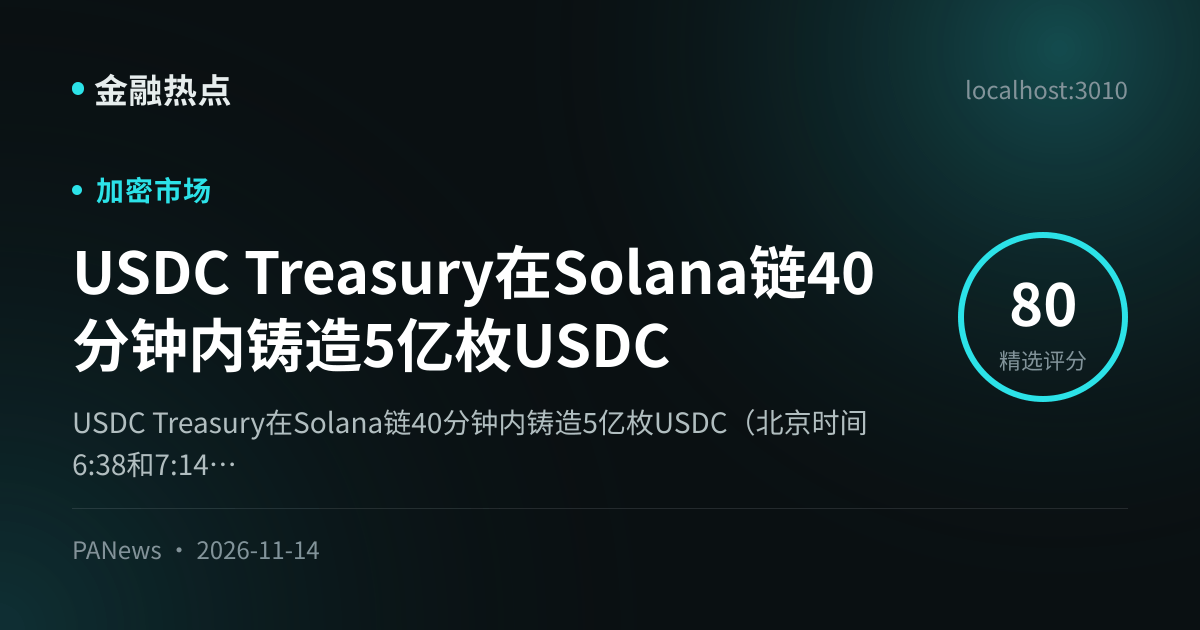 金融热点
localhost:3010
加密市场
USDC Treasury在Solana链40
分钟内铸造5亿枚USDC
80
精选评分
USDC Treasury在Solana链40分钟内铸造5亿枚USDC（北京时间
6:38和7:14…
PANews • 2026-11-14